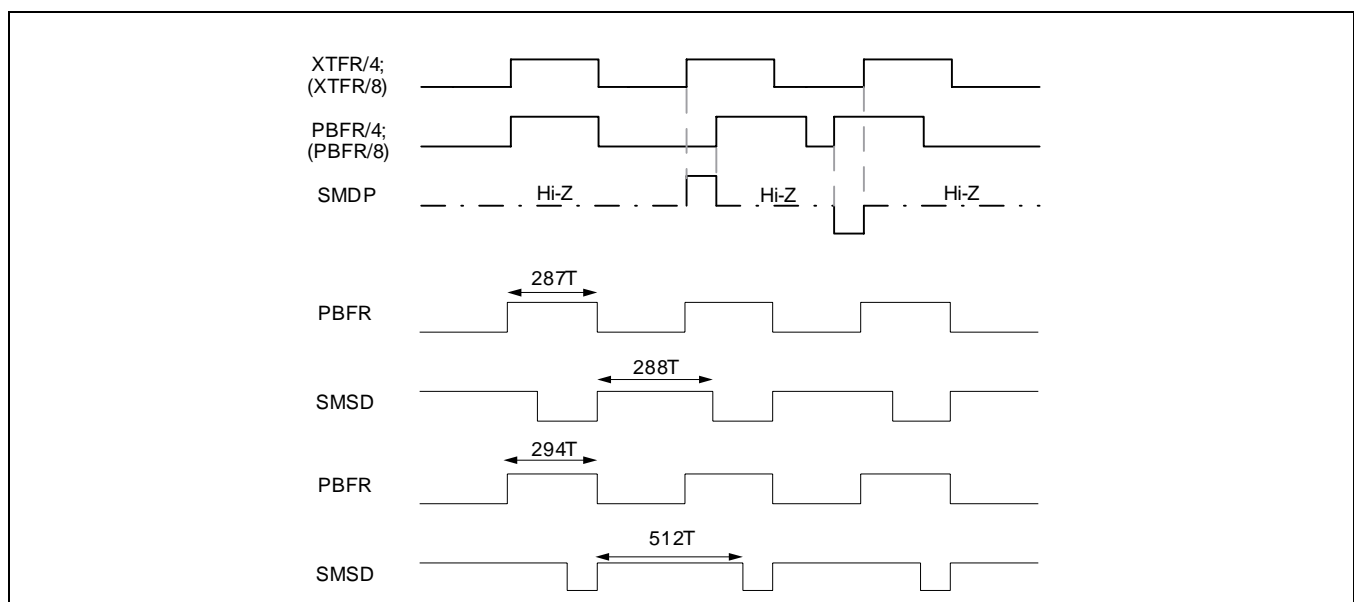 XTFR/4;
(XTFR/8)
PBFR/4;
(PBFR/8)
SMDP
Hi-Z
Hi-Z
Hi-Z
287T
PBFR
288T
SMSD
294T
PBFR
512T
SMSD